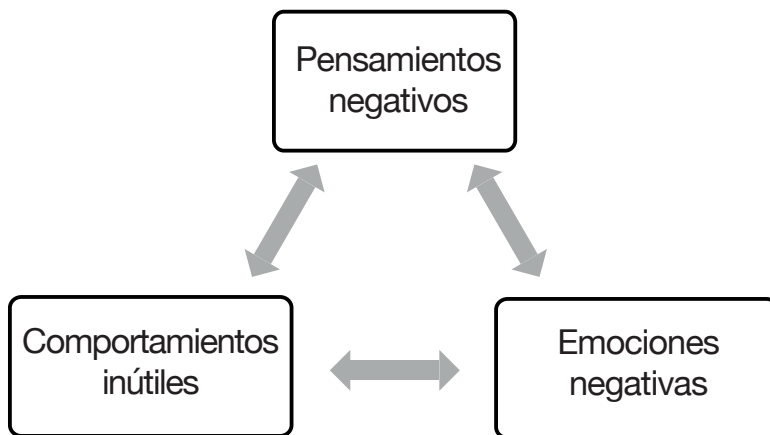 Pensamientos
negativos
Comportamientos
inútiles
Emociones
negativas